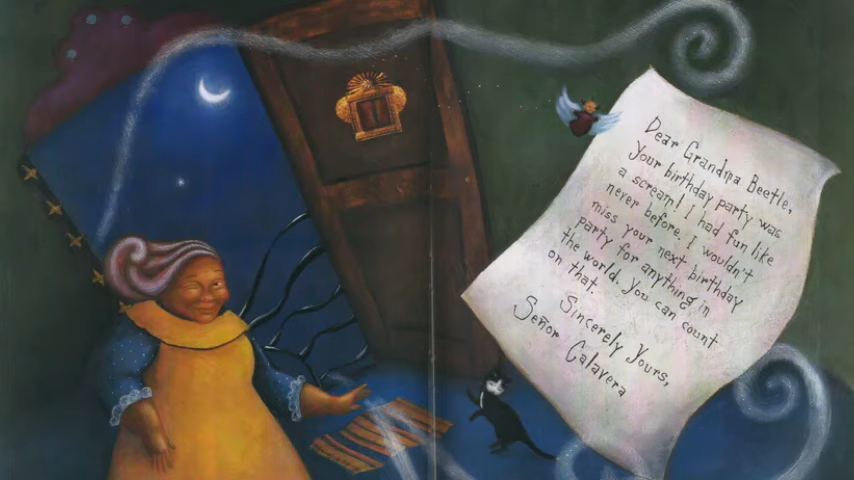 Dear Grandma Beetle,
Your birthday party was
a scream! I had fun like
never before. I wouldn't
miss your next birthday
party for anything in
the world. You can count
on that.
Sincerely Yours,
Señor Calavera